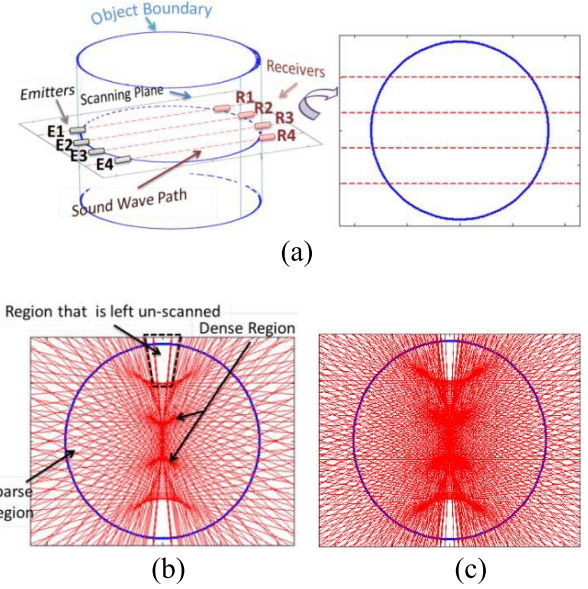 Object Boundary
Emitters
Scanning Plane
Receivers
R1
R2
R3
R4
E1
E2
E3
E4
Sound Wave Path
(a)
Region that is left un-scanned
Dense Region
parse
egion
(b)
(c)